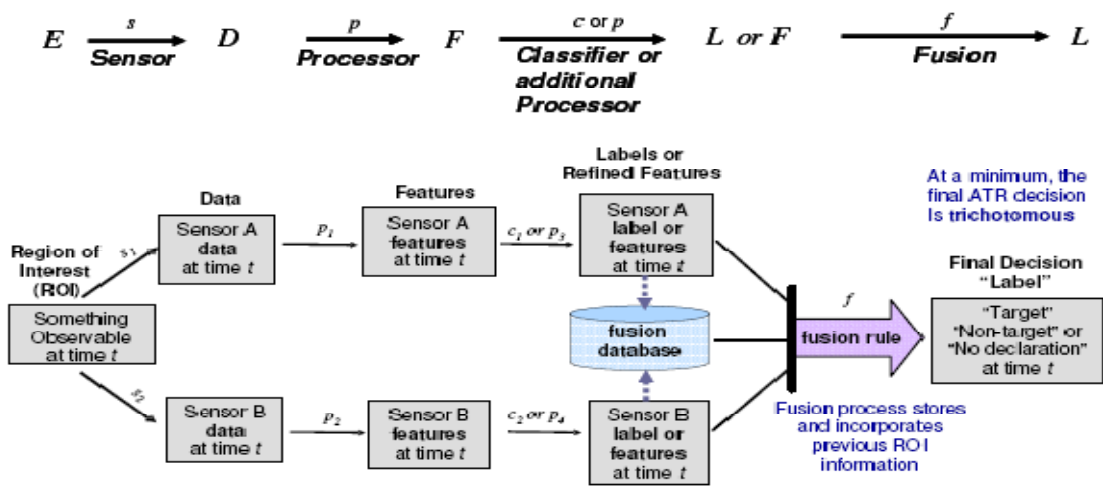 E s D p F c or p L or F f L
Sensor
Processor
Classifier or
additional
Processor
Fusion
Labels or
Refined Features
At a minimum, the
final ATR decision
Is trichotomous
Data
Features
Sensor A
data
at time t
p1
Sensor A
features
at time t
c1 or p3
Sensor A
label or
features
at time t
s1
Region of
Interest
(ROI)
Something
Observable
at time t
fusion
database
f
fusion rule
Final Decision
“Label”
“Target”
“Non-target” or
“No declaration”
at time t
s2
Sensor B
data
at time t
p2
Sensor B
features
at time t
c2 or p4
Sensor B
label or
features
at time t
Fusion process stores
and incorporates
previous ROI
information